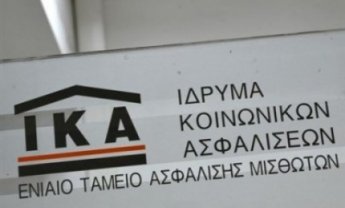 ΙΚΑ
ΙΔΡΥΜΑ
ΚΟΙΝΩΝΙΚΩΝ
ΑΣΦΑΛΙΣΕΩΝ
ΕΝΙΑΙΟ ΤΑΜΕΙΟ ΑΣΦΑΛΙΣΗΣ ΜΙΣΘΩΤΩΝ